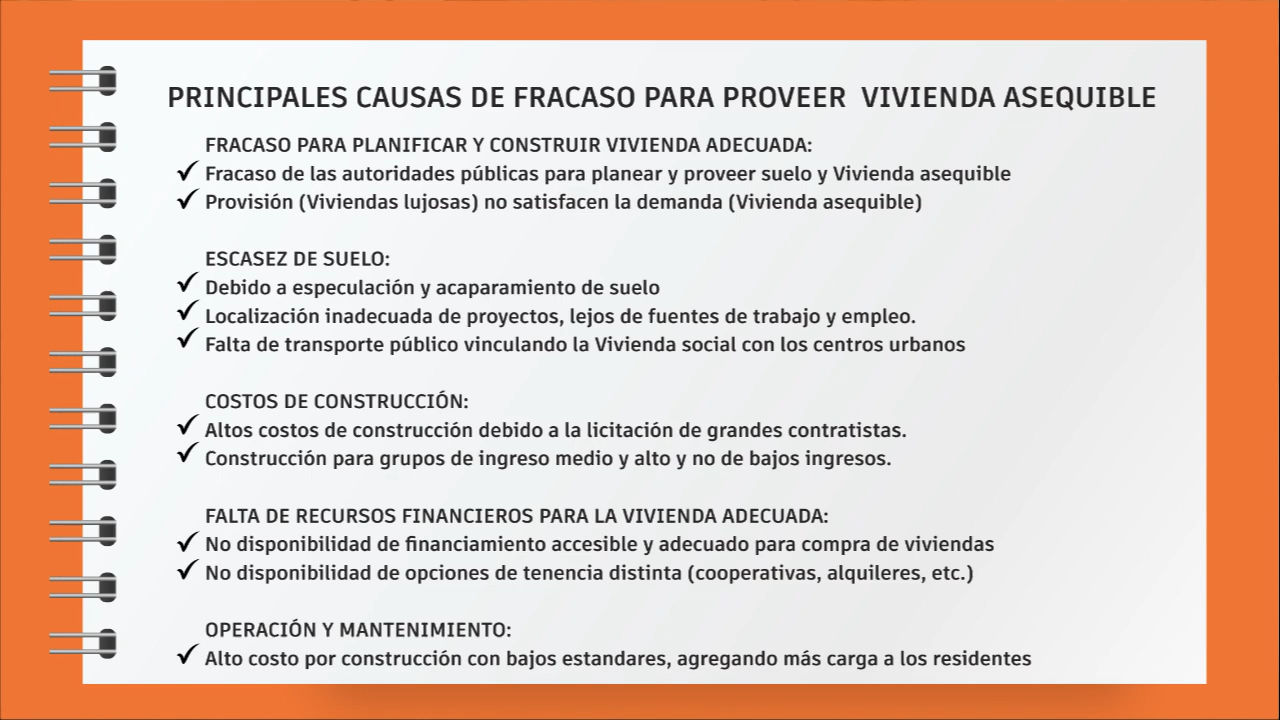 PRINCIPALES CAUSAS DE FRACASO PARA PROVEER VIVIENDA ASEQUIBLE
FRACASO PARA PLANIFICAR Y CONSTRUIR VIVIENDA ADECUADA:
✓ Fracaso de las autoridades públicas para planear y proveer suelo y Vivienda asequible
✓ Provisión (Viviendas lujosas) no satisfacen la demanda (Vivienda asequible)
ESCASEZ DE SUELO:
✓ Debido a especulación y acaparamiento de suelo
✓ Localización inadecuada de proyectos, lejos de fuentes de trabajo y empleo.
✓ Falta de transporte público vinculando la Vivienda social con los centros urbanos
COSTOS DE CONSTRUCCIÓN:
✓ Altos costos de construcción debido a la licitación de grandes contratistas.
✓ Construcción para grupos de ingreso medio y alto y no de bajos ingresos.
FALTA DE RECURSOS FINANCIEROS PARA LA VIVIENDA ADECUADA:
✓ No disponibilidad de financiamiento accesible y adecuado para compra de viviendas
✓ No disponibilidad de opciones de tenencia distinta (cooperativas, alquileres, etc.)
OPERACIÓN Y MANTENIMIENTO:
✓ Alto costo por construcción con bajos estandares, agregando más carga a los residentes